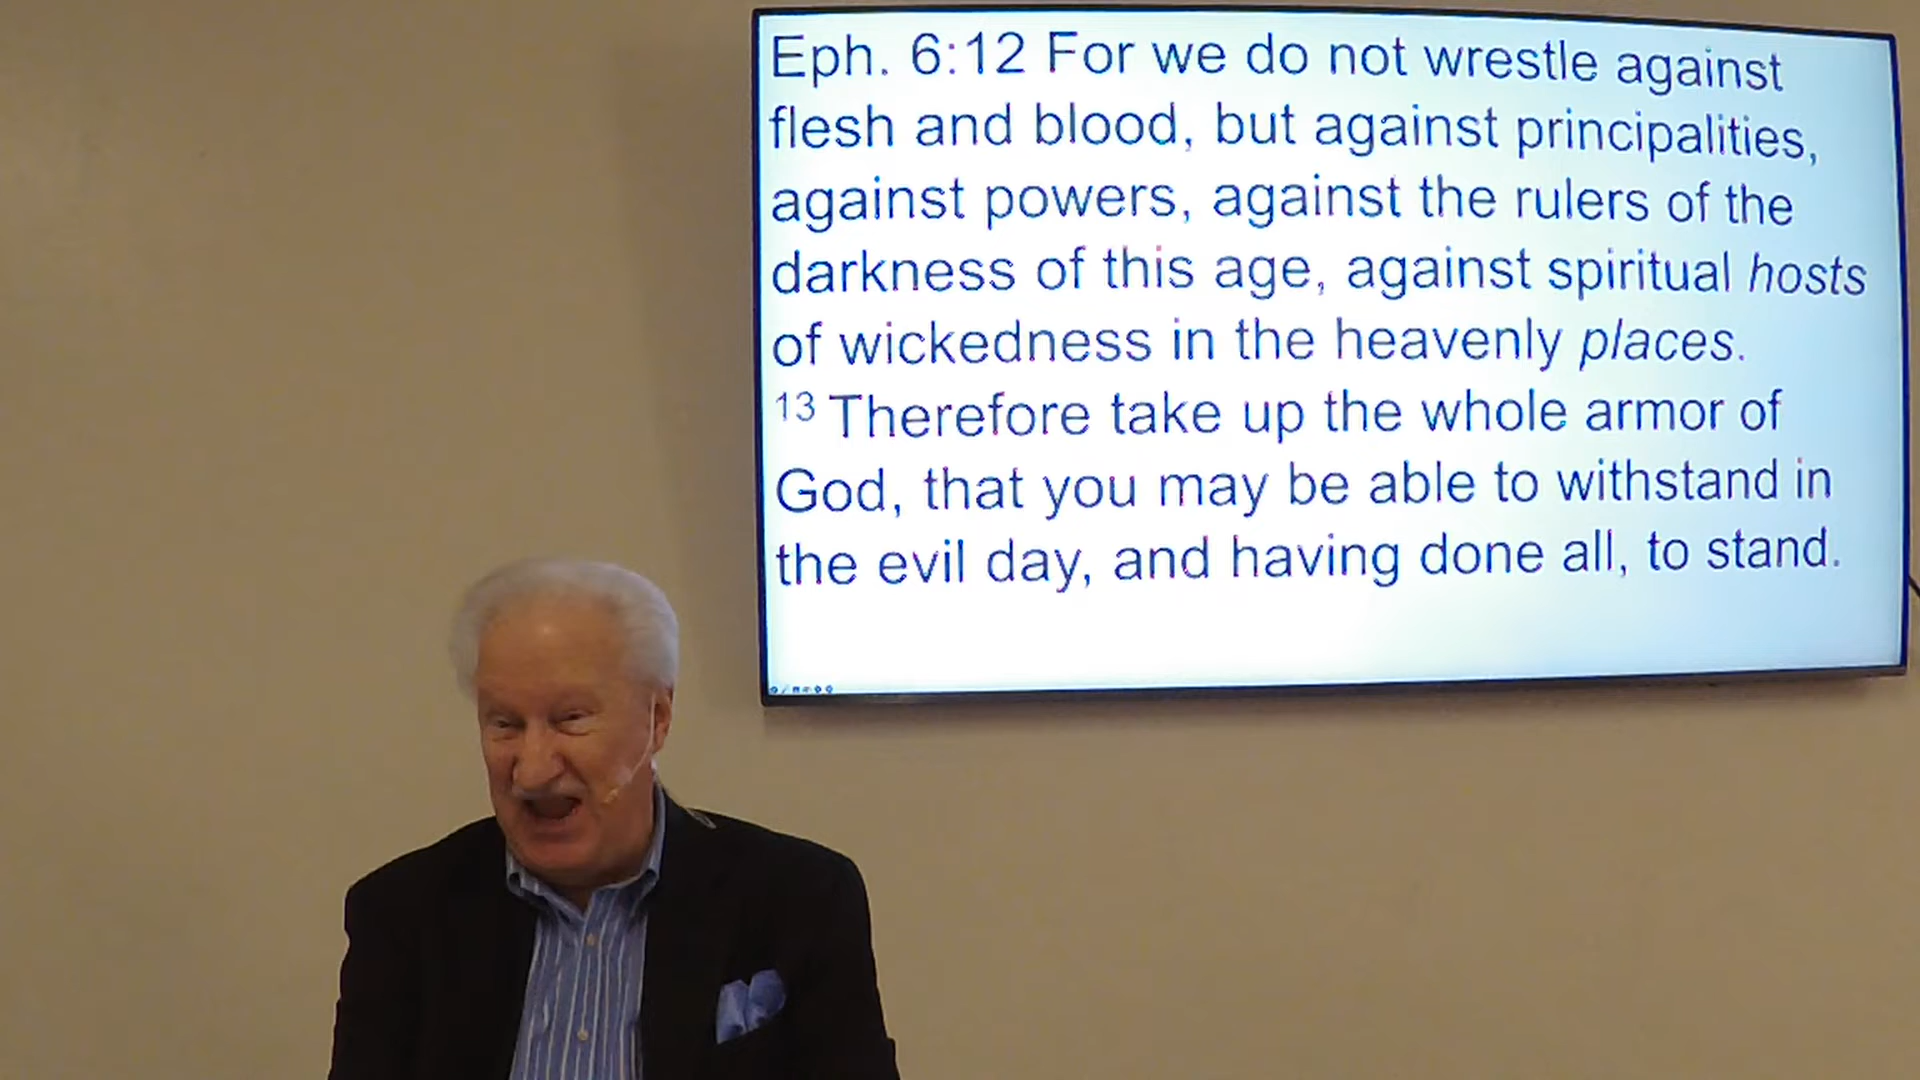 Eph. 6:12 For we do not wrestle against
flesh and blood, but against principalities,
against powers, against the rulers of the
darkness of this age, against spiritual hosts
of wickedness in the heavenly places.
13 Therefore take up the whole armor of
God, that you may be able to withstand in
the evil day, and having done all, to stand.